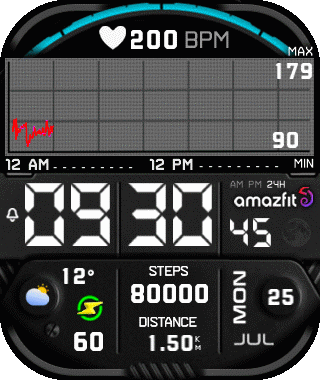 200 BPM
MAX
179
90
12 AM 12 PM MIN
AM PM 24H
amazfit
09 30 45
12°
60
STEPS
80000
DISTANCE
1.50 KM
MON
25
JUL